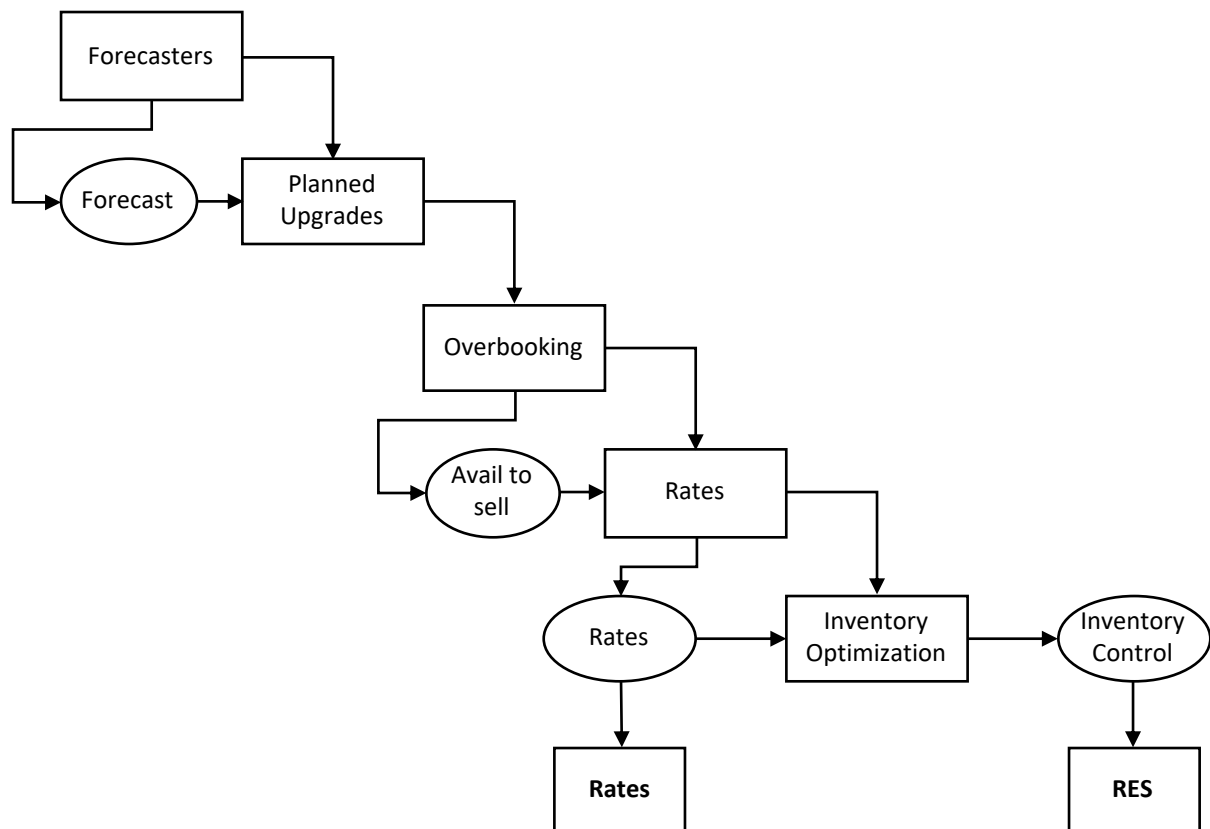 Forecasters
Forecast
Planned
Upgrades
Overbooking
Avail to
sell
Rates
Rates
Inventory
Optimization
Inventory
Control
Rates
RES